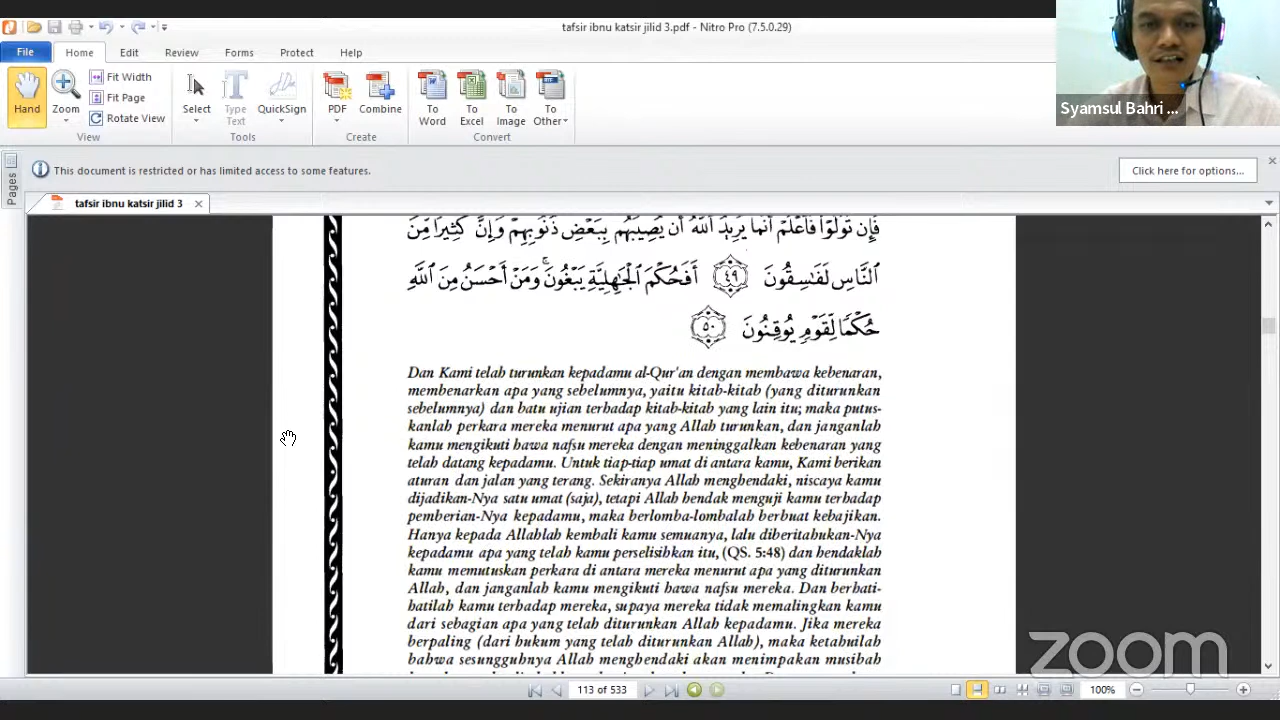 tafsir ibnu katsir jilid 3.pdf - Nitro Pro (7.5.0.29)
File Home Edit Review Forms Protect Help
Hand
Zoom
Fit Width
Fit Page
Rotate View
View
Select
Type Text
QuickSign
Tools
PDF
Combine
Create
To Word
To Excel
To Image
To Other
Convert
Syamsul Bahri ...
Pages
This document is restricted or has limited access to some features.
Click here for options...
tafsir ibnu katsir jilid 3
فَإِن تَوَلَّوْا۟ فَٱعْلَمْ أَنَّمَا يُرِيدُ ٱللَّهُ أَن يُصِيبَهُم بِبَعْضِ ذُنُوبِهِمْ وَإِنَّ كَثِيرًا مِّنَ
ٱلنَّاسِ لَفَـٰسِقُونَ ٤٩ أَفَحُكْمَ ٱلْجَـٰهِلِيَّةِ يَبْغُونَ ۚ وَمَنْ أَحْسَنُ مِنَ ٱللَّهِ
حُكْمًا لِّقَوْمٍ يُوقِنُونَ ٥٠
Dan Kami telah turunkan kepadamu al-Qur'an dengan membawa kebenaran,
membenarkan apa yang sebelumnya, yaitu kitab-kitab (yang diturunkan
sebelumnya) dan batu ujian terhadap kitab-kitab yang lain itu; maka putus-
kanlah perkara mereka menurut apa yang Allah turunkan, dan janganlah
kamu mengikuti hawa nafsu mereka dengan meninggalkan kebenaran yang
telah datang kepadamu. Untuk tiap-tiap umat di antara kamu, Kami berikan
aturan dan jalan yang terang. Sekiranya Allah menghendaki, niscaya kamu
dijadikan-Nya satu umat (saja), tetapi Allah hendak menguji kamu terhadap
pemberian-Nya kepadamu, maka berlomba-lombalah berbuat kebajikan.
Hanya kepada Allahlah kembali kamu semuanya, lalu diberitahukan-Nya
kepadamu apa yang telah kamu perselisihkan itu, (QS. 5:48) dan hendaklah
kamu memutuskan perkara di antara mereka menurut apa yang diturunkan
Allah, dan janganlah kamu mengikuti hawa nafsu mereka. Dan berhati-
hatilah kamu terhadap mereka, supaya mereka tidak memalingkan kamu
dari sebagian apa yang telah diturunkan Allah kepadamu. Jika mereka
berpaling (dari hukum yang telah diturunkan Allah), maka ketahuilah
bahwa sesungguhnya Allah menghendaki akan menimpakan musibah
113 of 533
100%
zoom